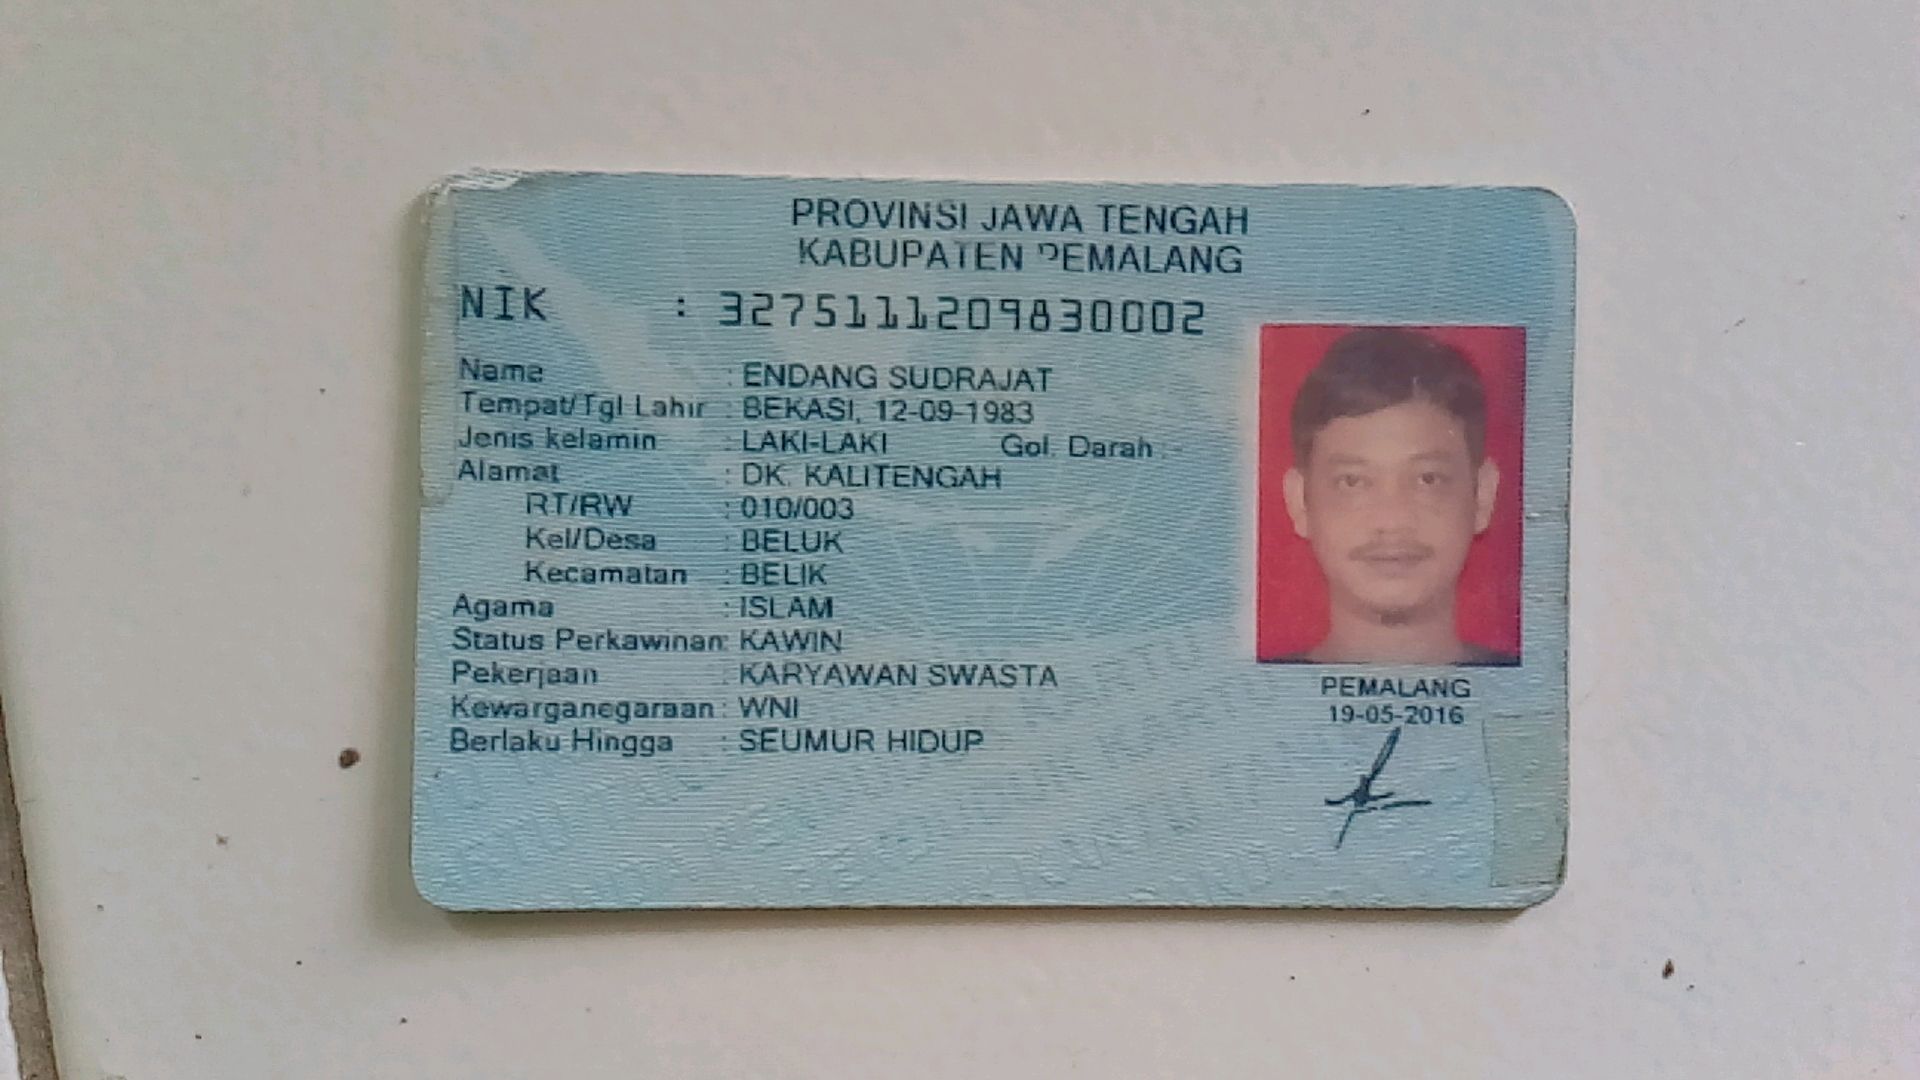 PROVINSI JAWA TENGAH
KABUPATEN PEMALANG
NIK : 3275111209830002
Nama : ENDANG SUDRAJAT
Tempat/Tgl Lahir : BEKASI, 12-09-1983
Jenis kelamin : LAKI-LAKI Gol. Darah : -
Alamat : DK. KALITENGAH
RT/RW : 010/003
Kel/Desa : BELUK
Kecamatan : BELIK
Agama : ISLAM
Status Perkawinan: KAWIN
Pekerjaan : KARYAWAN SWASTA
Kewarganegaraan : WNI
Berlaku Hingga : SEUMUR HIDUP
PEMALANG
19-05-2016